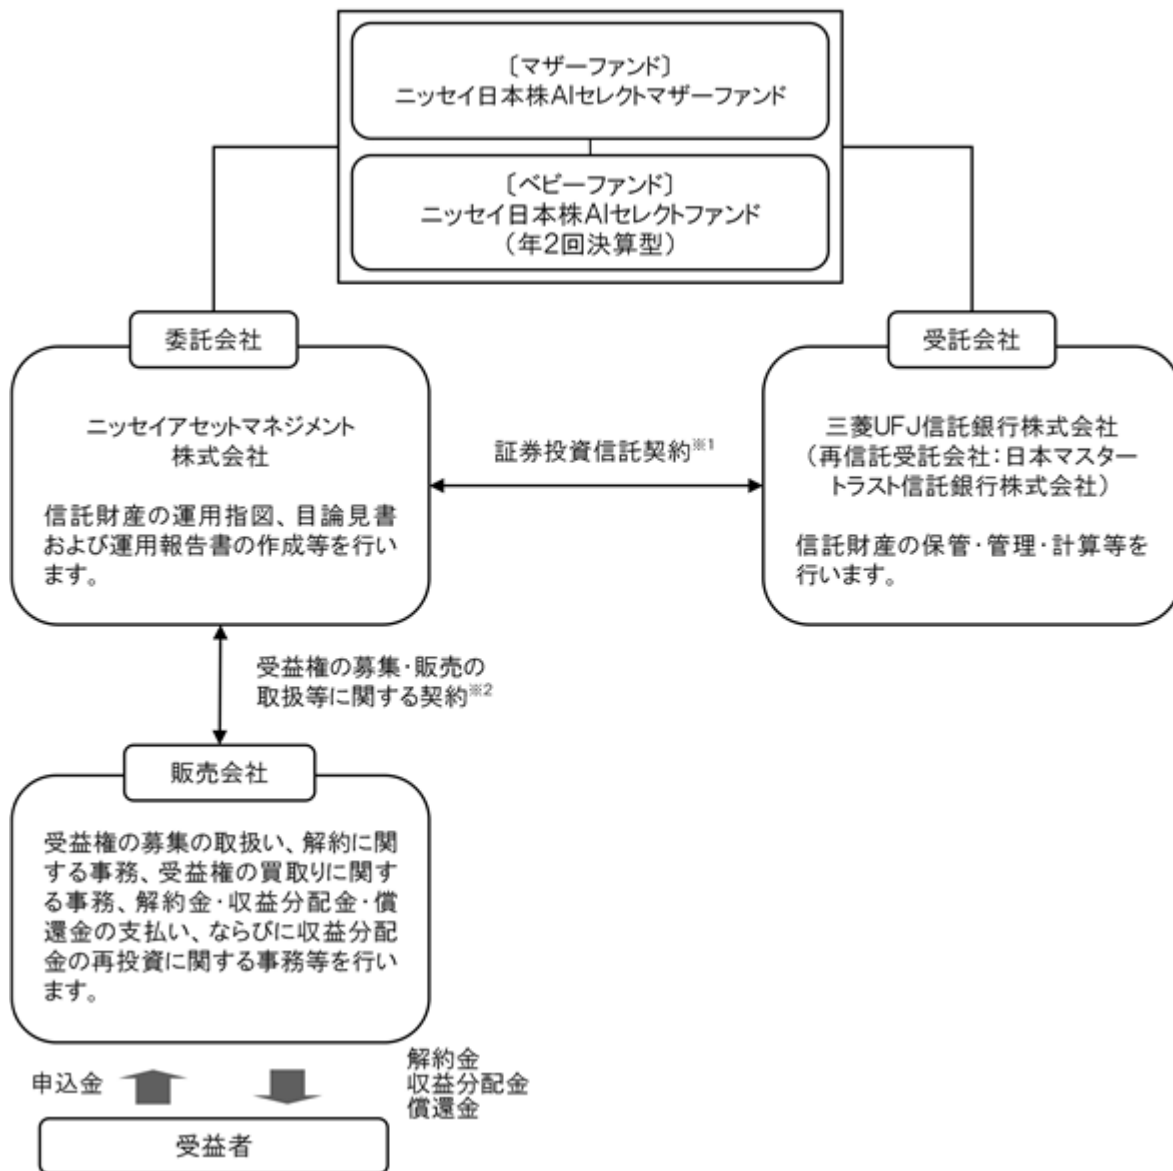 〔マザーファンド〕
ニッセイ日本株AIセレクトマザーファンド
〔ベビーファンド〕
ニッセイ日本株AIセレクトファンド
（年2回決算型）
委託会社
ニッセイアセットマネジメント
株式会社
信託財産の運用指図、目論見書
および運用報告書の作成等を行い
ます。
証券投資信託契約※1
受託会社
三菱UFJ信託銀行株式会社
（再信託受託会社：日本マスター
トラスト信託銀行株式会社）
信託財産の保管・管理・計算等を
行います。
受益権の募集・販売の
取扱等に関する契約※2
販売会社
受益権の募集の取扱い、解約に関
する事務、受益権の買取りに関す
る事務、解約金・収益分配金・償
還金の支払い、ならびに収益分配
金の再投資に関する事務等を行い
ます。
申込金
解約金
収益分配金
償還金
受益者